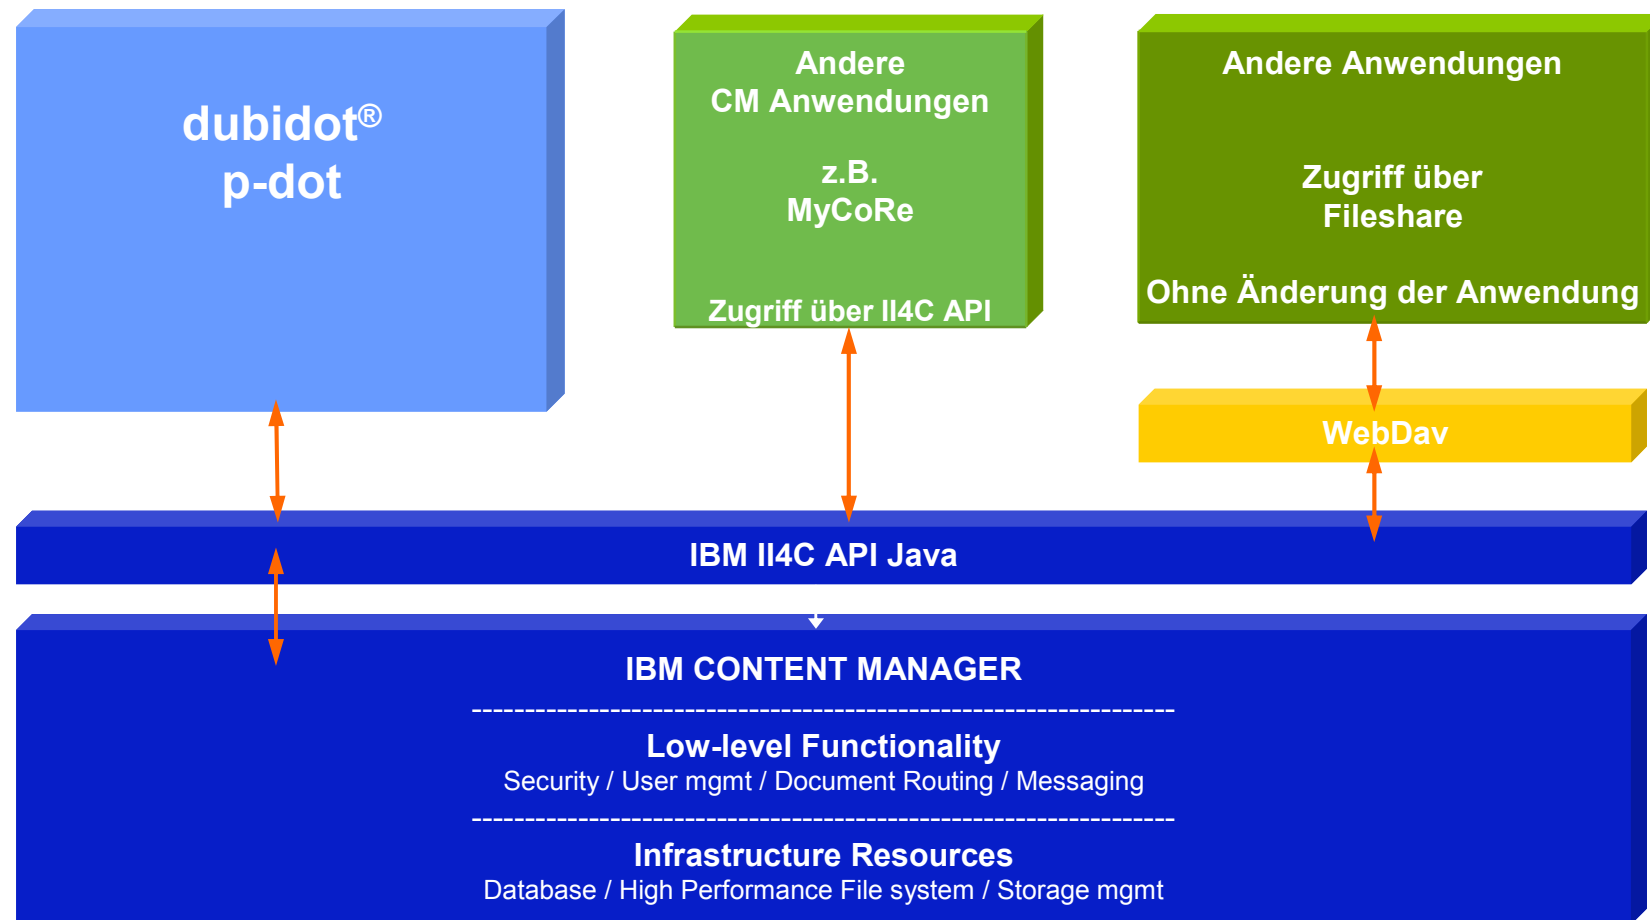 dubidot®
p-dot
Andere
CM Anwendungen
z.B.
MyCoRe
Zugriff über II4C API
Andere Anwendungen
Zugriff über
Fileshare
Ohne Änderung der Anwendung
WebDav
IBM II4C API Java
IBM CONTENT MANAGER
------------------------------------------------------------------
Low-level Functionality
Security / User mgmt / Document Routing / Messaging
------------------------------------------------------------------
Infrastructure Resources
Database / High Performance File system / Storage mgmt